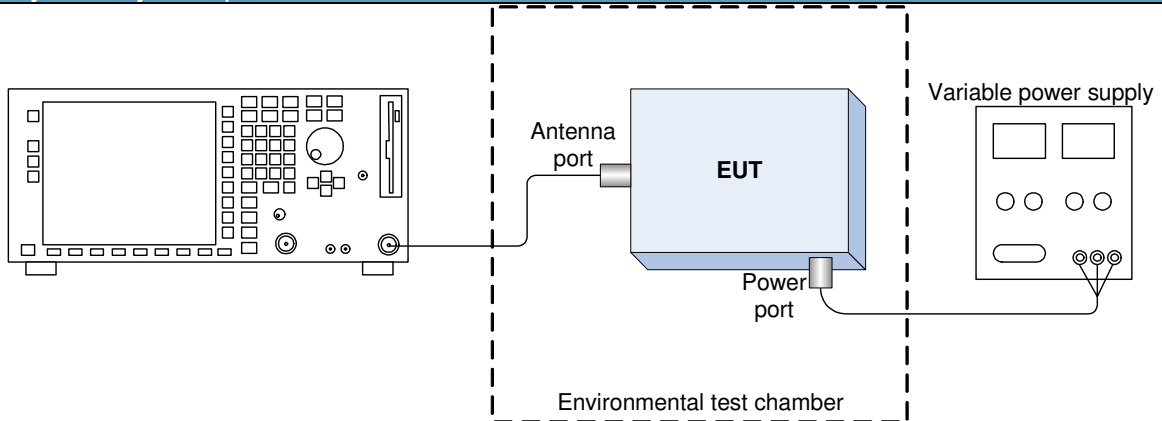 Variable power supply
Antenna
port
EUT
Power
port
Environmental test chamber